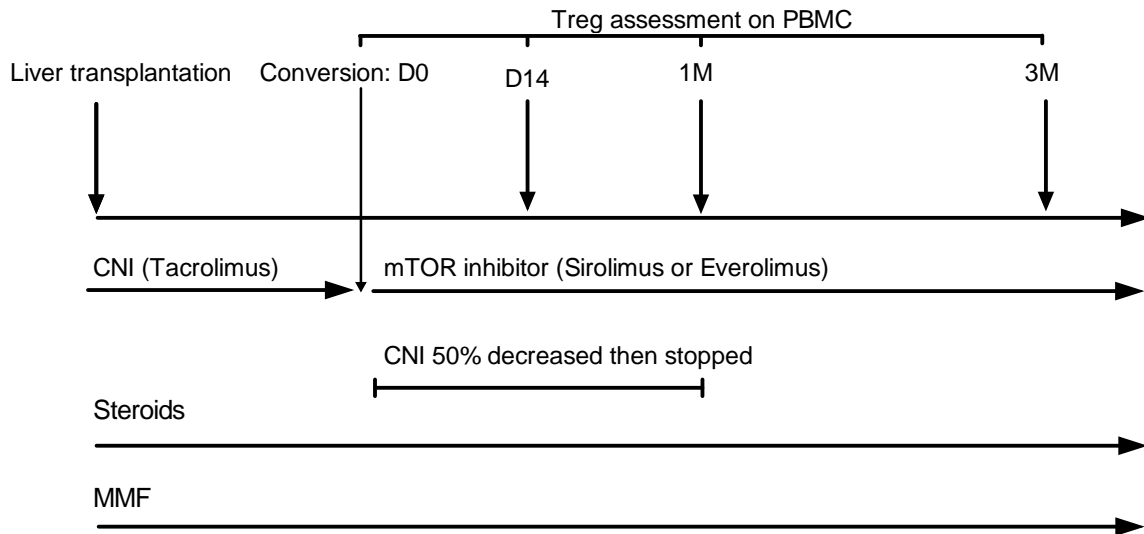 Treg assessment on PBMC
Liver transplantation
Conversion: D0
D14
1M
3M
CNI (Tacrolimus)
mTOR inhibitor (Sirolimus or Everolimus)
CNI 50% decreased then stopped
Steroids
MMF